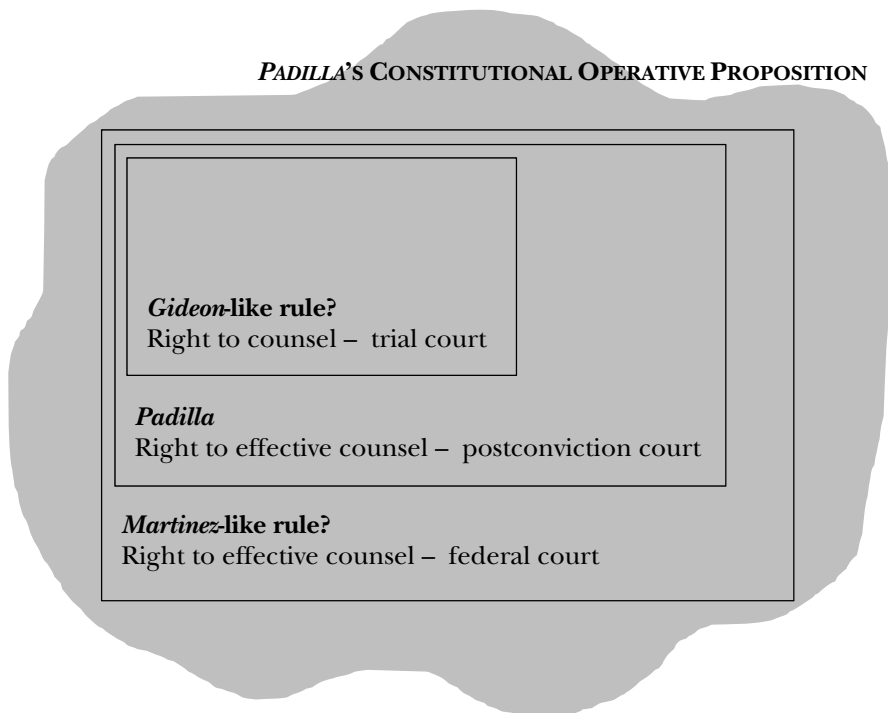 PADILLA'S CONSTITUTIONAL OPERATIVE PROPOSITION
Gideon-like rule?
Right to counsel – trial court
Padilla
Right to effective counsel – postconviction court
Martinez-like rule?
Right to effective counsel – federal court